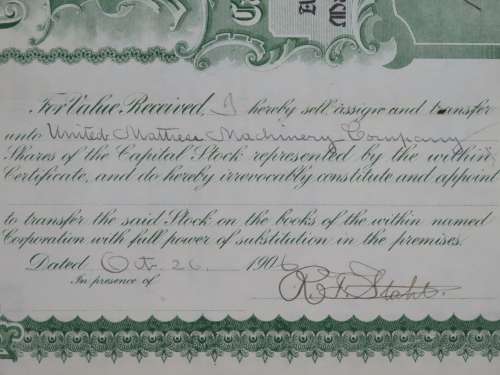 For Value Received, I hereby sell assign and transfer
unto United Mattress Machinery Company
Shares of the Capital Stock represented by the within
Certificate, and do hereby irrevocably constitute and appoint
to transfer the said Stock on the books of the within named
Corporation with full power of substitution in the premises.
Dated Oct. 26 1906
In presence of